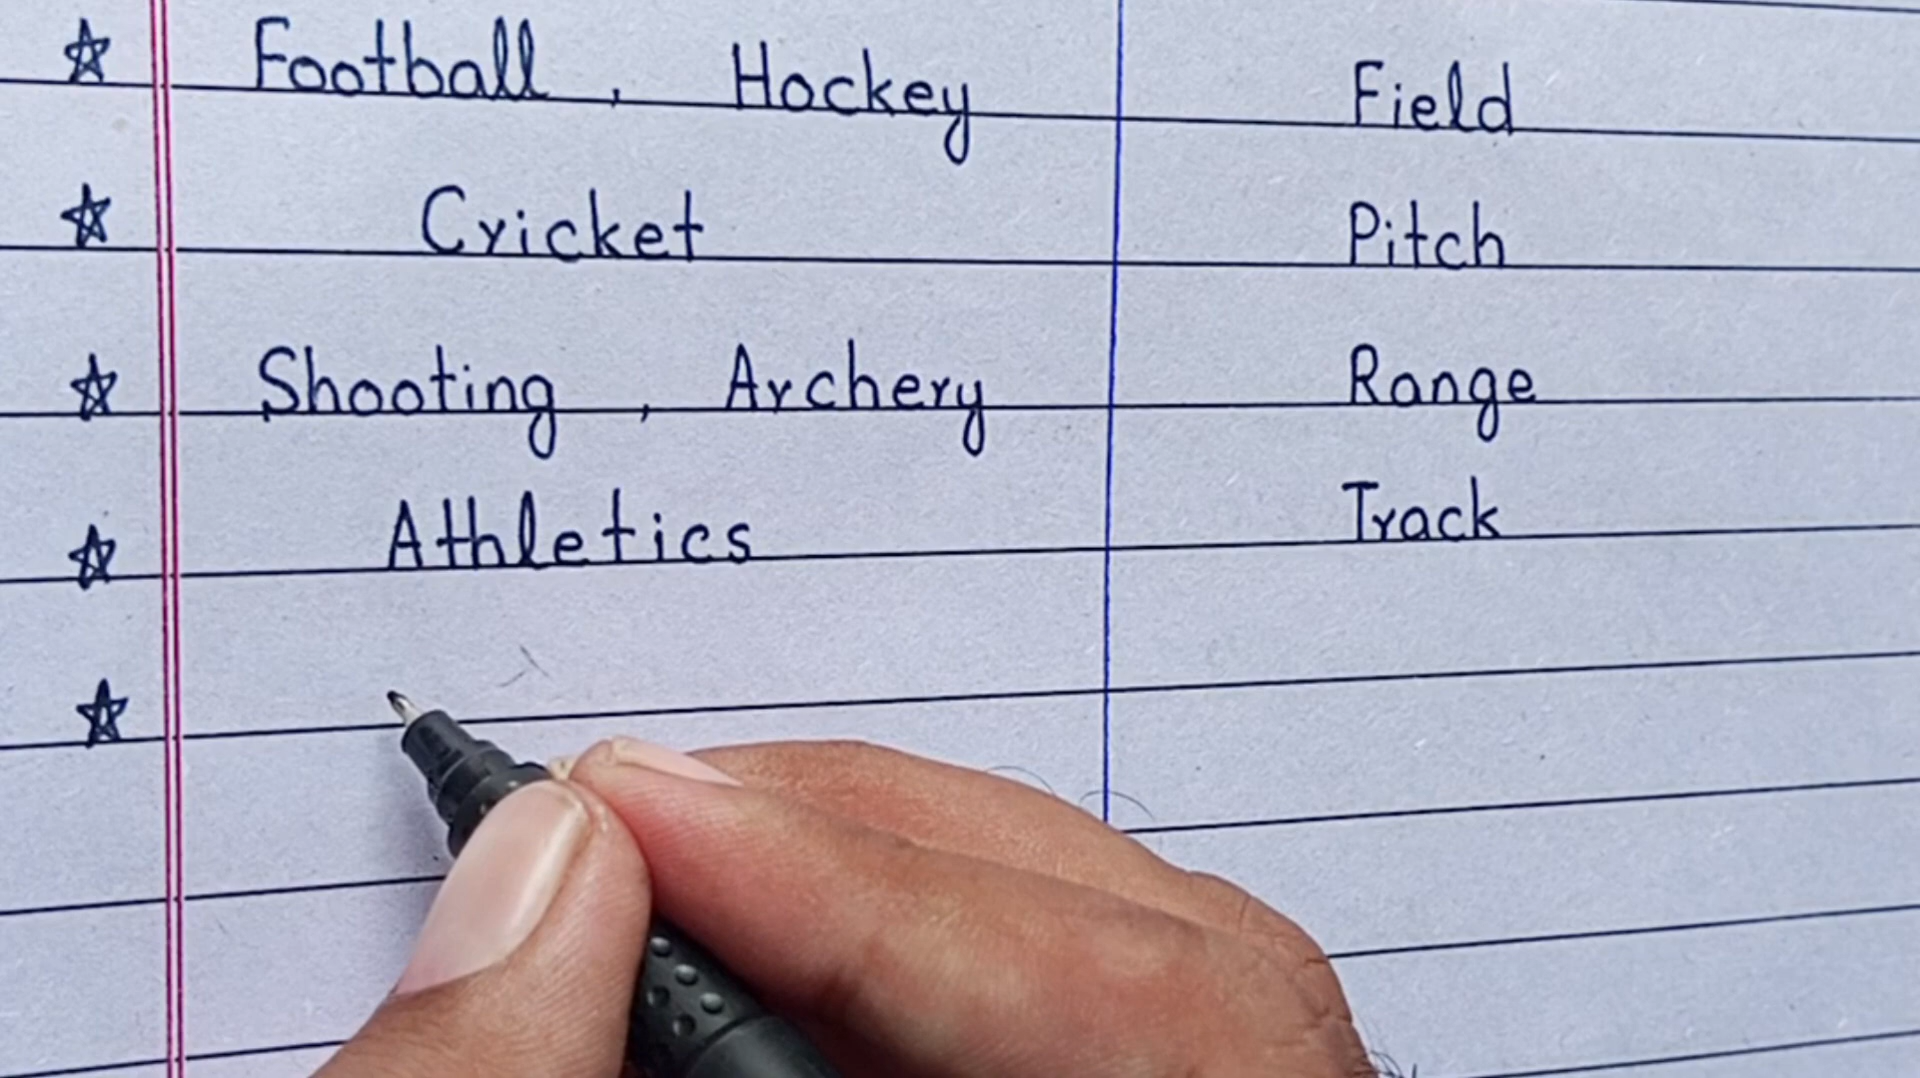 ☆ Football , Hockey Field
☆ Cricket Pitch
☆ Shooting , Archery Range
☆ Athletics Track
☆